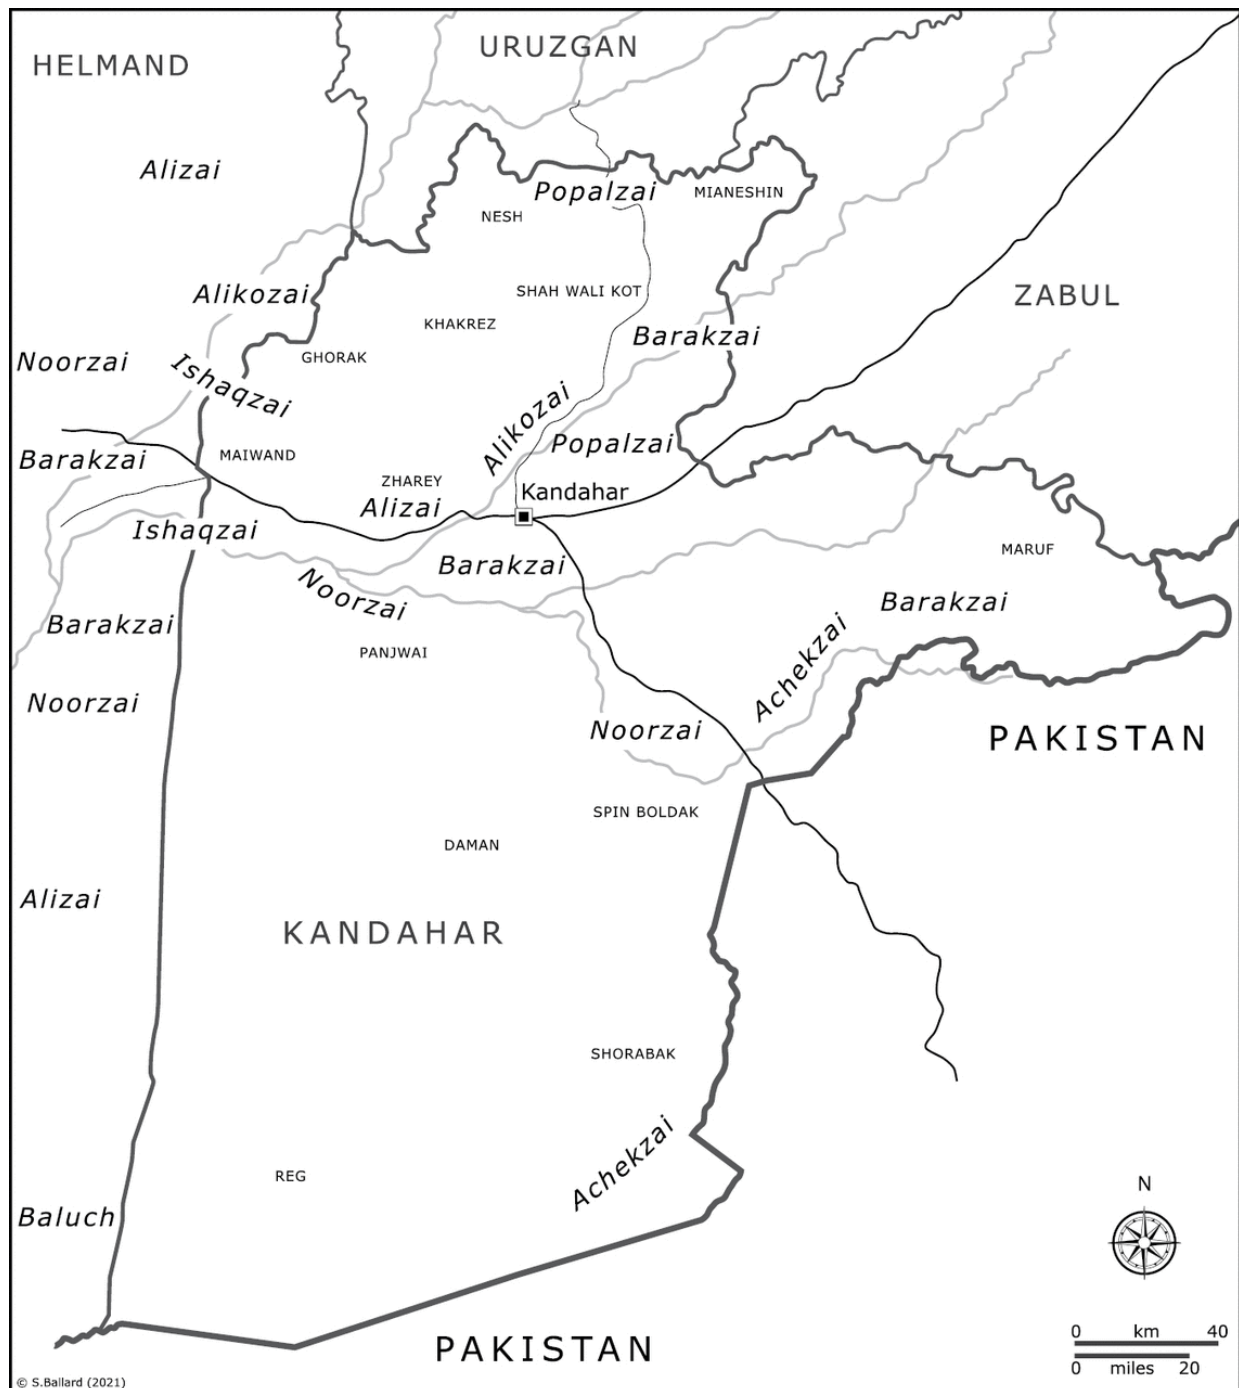 URUZGAN
HELMAND
Alizai
Popalzai
MIANESHIN
NESH
SHAH WALI KOT
Alikozai
ZABUL
KHAKREZ
Barakzai
GHORAK
Noorzai
Ishaqzai
Alikozai
Popalzai
MAIWAND
Barakzai
ZHAREY
Kandahar
Alizai
Ishaqzai
MARUF
Barakzai
Noorzai
Barakzai
Barakzai
PANJWAI
Achekzai
Noorzai
Noorzai
PAKISTAN
SPIN BOLDAK
DAMAN
Alizai
KANDAHAR
SHORABAK
Achekzai
REG
N
Baluch
0 km 40
PAKISTAN
0 miles 20
© S.Ballard (2021)